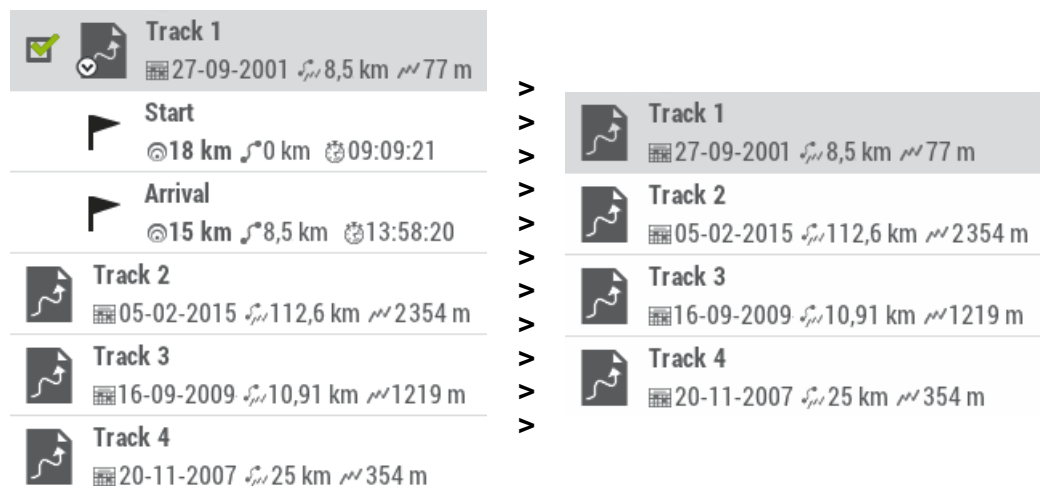 Track 1
27-09-2001 8,5 km 77 m
Start
18 km 0 km 09:09:21
Arrival
15 km 8,5 km 13:58:20
Track 2
05-02-2015 112,6 km 2354 m
Track 3
16-09-2009 10,91 km 1219 m
Track 4
20-11-2007 25 km 354 m
>
>
>
>
>
>
>
>
>
>
>
Track 1
27-09-2001 8,5 km 77 m
Track 2
05-02-2015 112,6 km 2354 m
Track 3
16-09-2009 10,91 km 1219 m
Track 4
20-11-2007 25 km 354 m